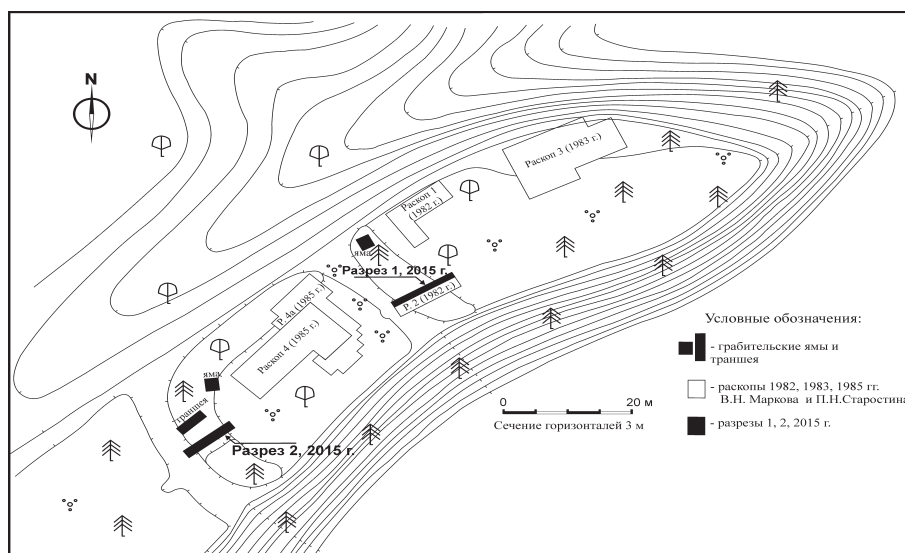 N
Раскоп 3 (1983 г.)
Раскоп 1
(1982 г.)
яма
Разрез 1, 2015 г.
Р. 2 (1982 г.)
Р. 4а (1985 г.)
Раскоп 4 (1985 г.)
яма
траншея
Разрез 2, 2015 г.
0
20 м
Сечение горизонталей 3 м
Условные обозначения:
- грабительские ямы и
траншея
- раскопы 1982, 1983, 1985 гг.
В.Н. Маркова и П.Н.Старостина
- разрезы 1, 2, 2015 г.